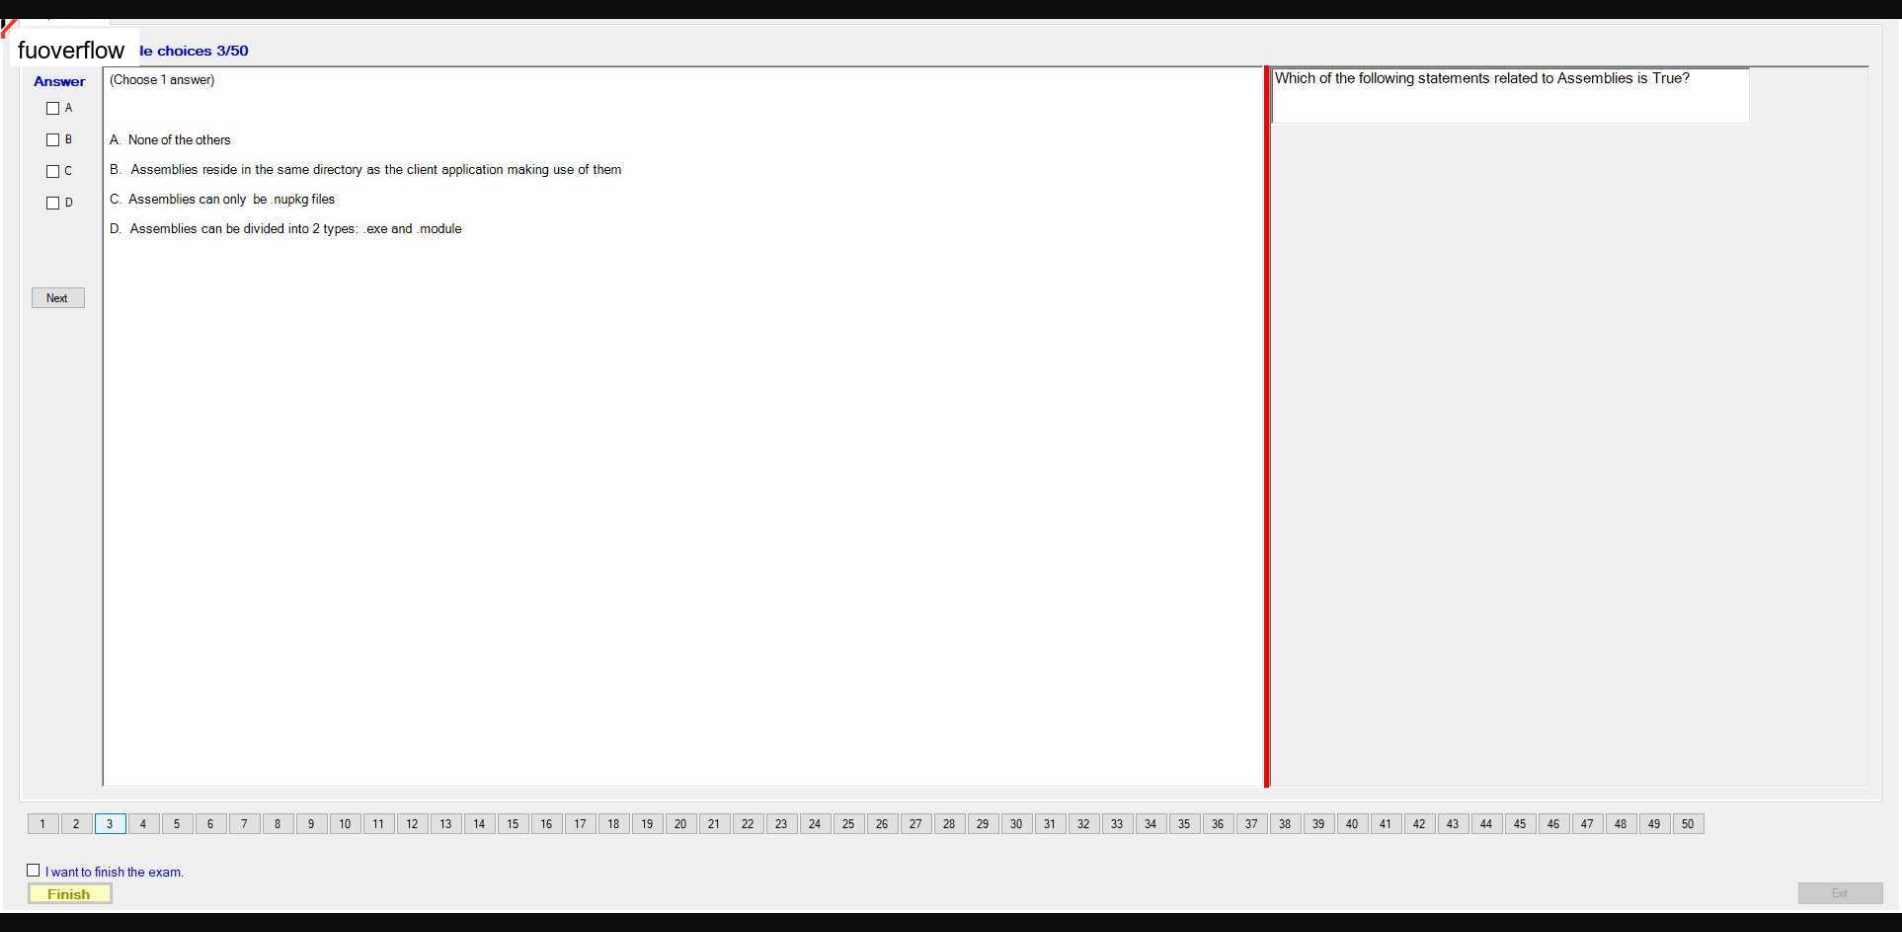 fuoverflow le choices 3/50
Answer
A
B
C
D
Next
(Choose 1 answer)
A. None of the others
B. Assemblies reside in the same directory as the client application making use of them
C. Assemblies can only be .nupkg files
D. Assemblies can be divided into 2 types: .exe and .module
Which of the following statements related to Assemblies is True?
1 2 3 4 5 6 7 8 9 10 11 12 13 14 15 16 17 18 19 20 21 22 23 24 25 26 27 28 29 30 31 32 33 34 35 36 37 38 39 40 41 42 43 44 45 46 47 48 49 50
I want to finish the exam.
Finish
Exit